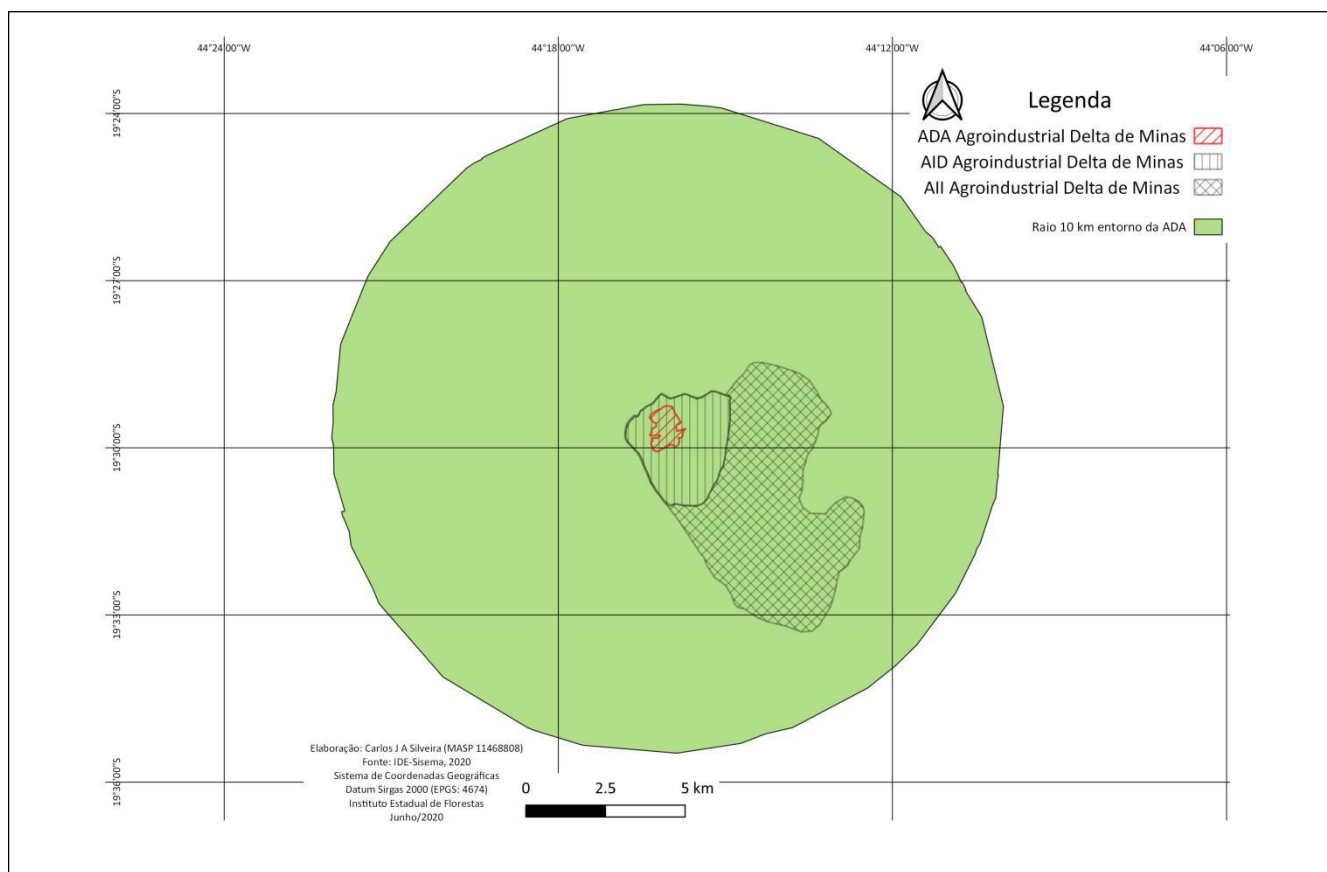 44°24'00"W
44°18'00"W
44°12'00"W
44°06'00"W
19°24'00"S
19°27'00"S
19°30'00"S
19°33'00"S
19°36'00"S
Legenda
ADA Agroindustrial Delta de Minas
AID Agroindustrial Delta de Minas
AII Agroindustrial Delta de Minas
Raio 10 km entorno da ADA
Elaboração: Carlos J A Silveira (MASP 11468808)
Fonte: IDE-Sisema, 2020
Sistema de Coordenadas Geográficas
Datum Sirgas 2000 (EPGS: 4674)
Instituto Estadual de Florestas
Junho/2020
0 2.5 5 km